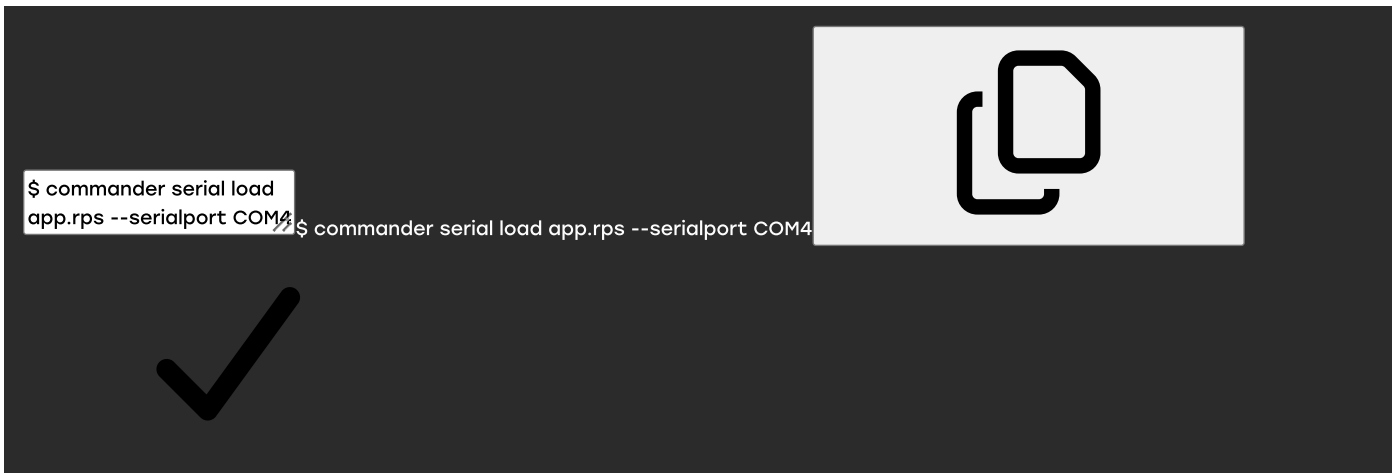 $ commander serial load
app.rps --serialport COM4
$ commander serial load app.rps --serialport COM4